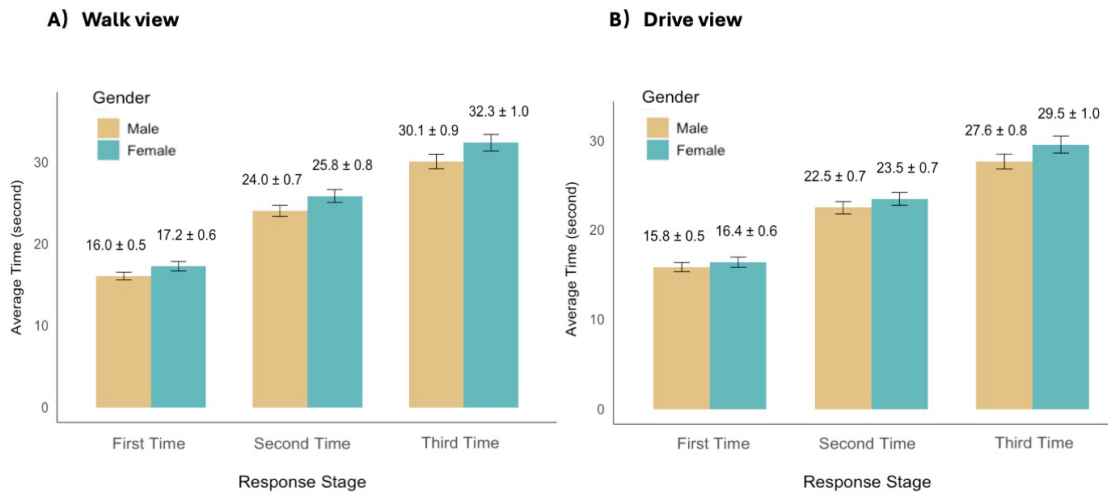 A) Walk view
Gender
Male
Female
Average Time (second)
30
20
10
0
16.0 ± 0.5
17.2 ± 0.6
24.0 ± 0.7
25.8 ± 0.8
30.1 ± 0.9
32.3 ± 1.0
First Time
Second Time
Third Time
Response Stage
B) Drive view
Gender
Male
Female
Average Time (second)
30
20
10
0
15.8 ± 0.5
16.4 ± 0.6
22.5 ± 0.7
23.5 ± 0.7
27.6 ± 0.8
29.5 ± 1.0
First Time
Second Time
Third Time
Response Stage